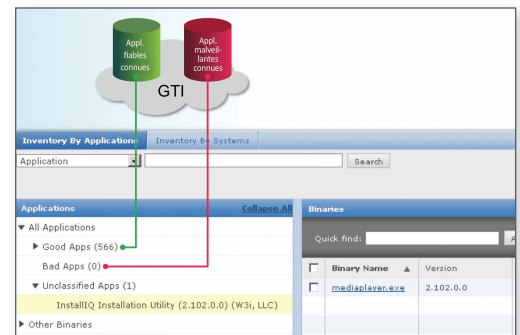 Appl.
fiables
connues
Appl.
malveil-
lantes
connues
GTI
Inventory By Applications
Inventory By Systems
Application
Search
Applications
Collapse All
Binaries
▼ All Applications
Quick find:
▶ Good Apps (566)
Bad Apps (0)
Binary Name ▲
Version
▼ Unclassified Apps (1)
mediaplayer.exe
2.102.0.0
InstallIQ Installation Utility (2.102.0.0) (W3i, LLC)
▶ Other Binaries